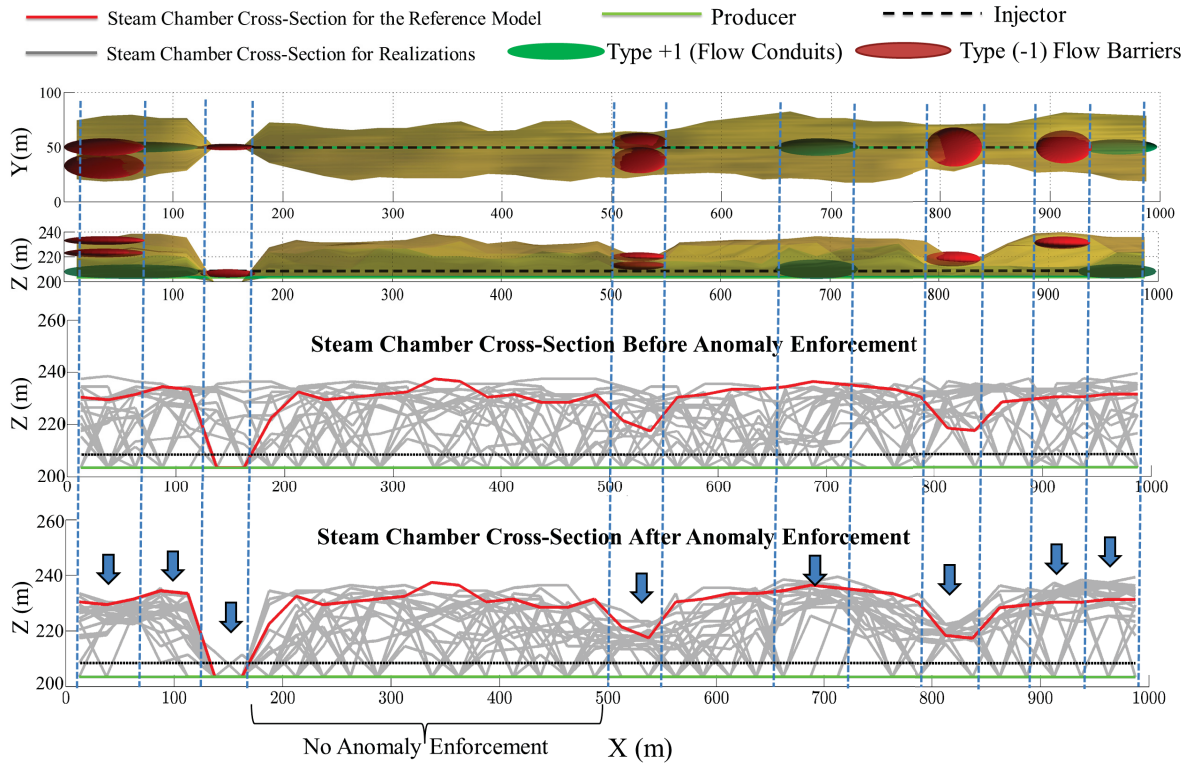 Steam Chamber Cross-Section for the Reference Model
Producer
Injector
Steam Chamber Cross-Section for Realizations
Type +1 (Flow Conduits)
Type (-1) Flow Barriers
Y(m)
100
50
0
100 200 300 400 500 600 700 800 900 1000
Z (m)
240
220
200
100 200 300 400 500 600 700 800 900 1000
Steam Chamber Cross-Section Before Anomaly Enforcement
Z (m)
260
240
220
200
0 100 200 300 400 500 600 700 800 900 1000
Steam Chamber Cross-Section After Anomaly Enforcement
Z (m)
260
240
220
200
0 100 200 300 400 500 600 700 800 900 1000
No Anomaly Enforcement
X (m)